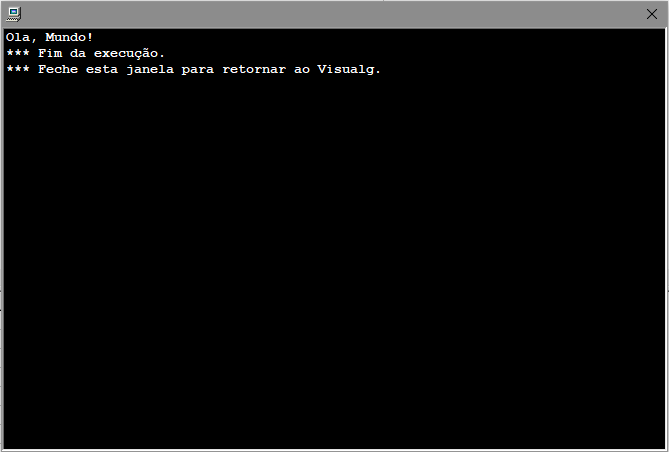 Ola, Mundo!
*** Fim da execução.
*** Feche esta janela para retornar ao Visualg.